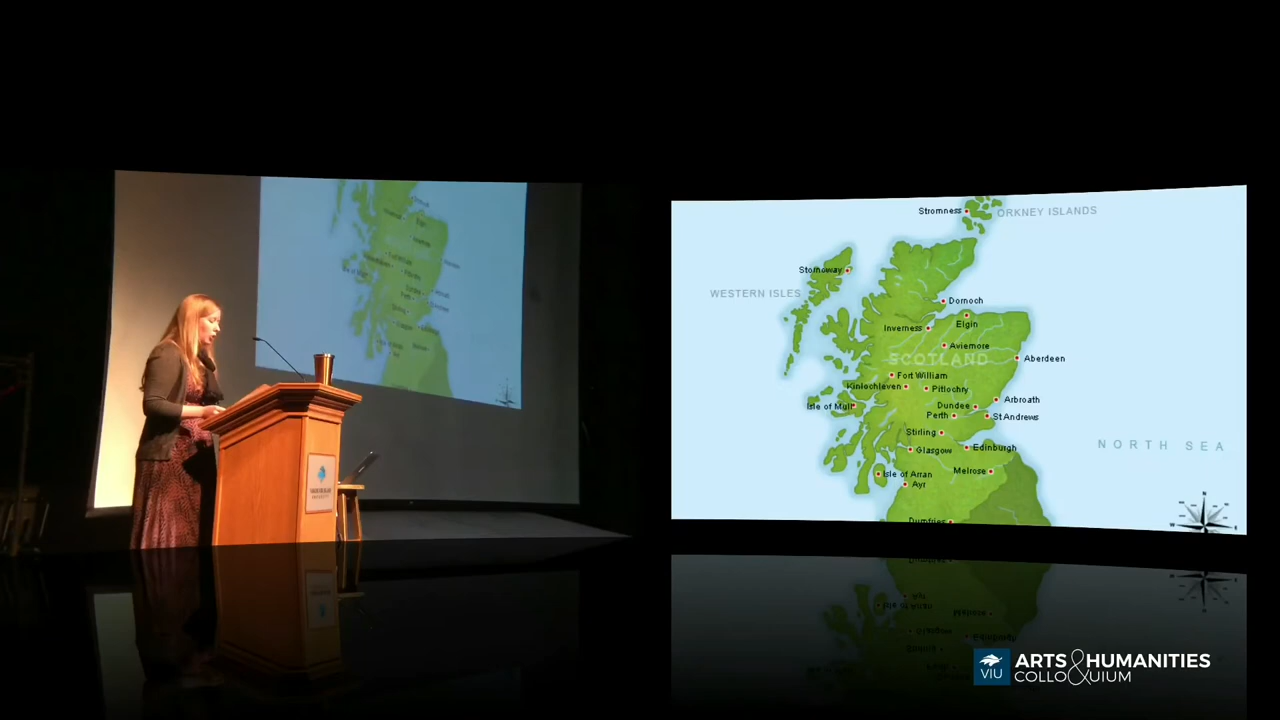 Stromness
ORKNEY ISLANDS
Stornoway
WESTERN ISLES
Dornoch
Elgin
Inverness
Aviemore
SCOTLAND
Aberdeen
Fort William
Kinlochleven
Pitlochry
Isle of Mull
Dundee
Arbroath
Perth
St Andrews
Stirling
Edinburgh
Glasgow
NORTH SEA
Melrose
Isle of Arran
Ayr
Dumfries
N
W
E
VIU
ARTS & HUMANITIES
COLLOQUIUM